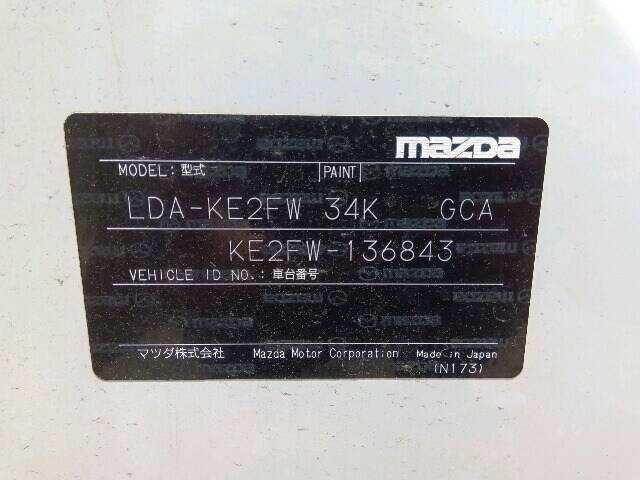 mazda
MODEL: 型式 PAINT
LDA-KE2FW 34K GCA
KE2FW-136843
VEHICLE ID NO.: 車台番号
マツダ株式会社 Mazda Motor Corporation Made in Japan
(N173)